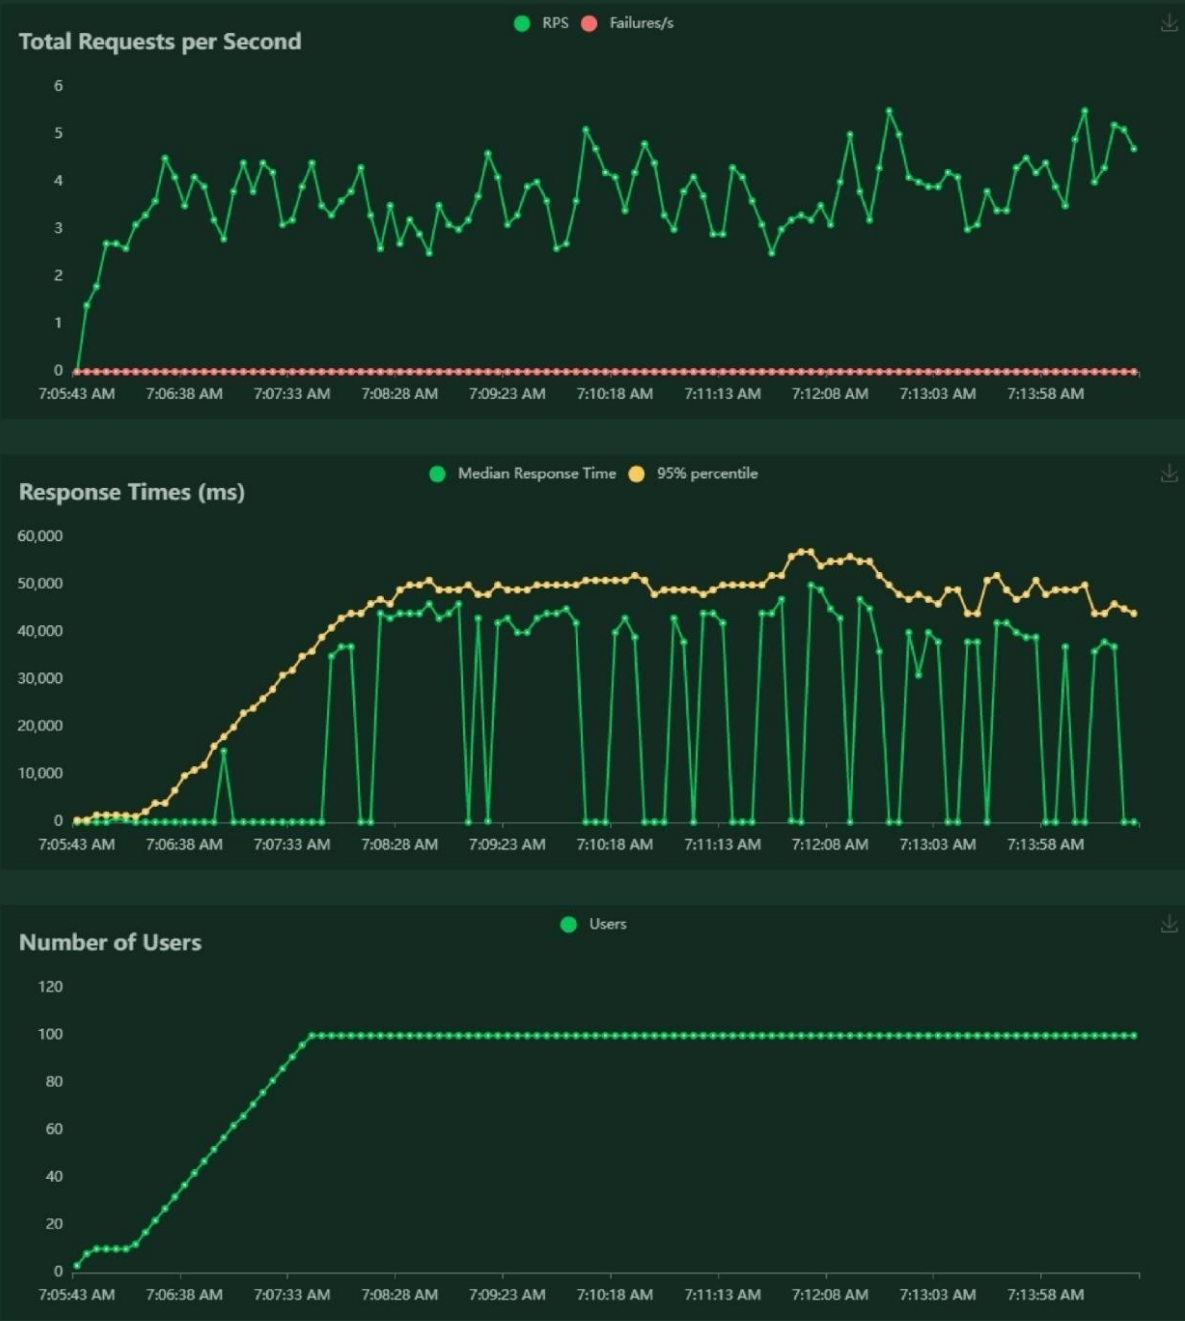 RPS Failures/s
Total Requests per Second
6
5
4
3
2
1
0
7:05:43 AM 7:06:38 AM 7:07:33 AM 7:08:28 AM 7:09:23 AM 7:10:18 AM 7:11:13 AM 7:12:08 AM 7:13:03 AM 7:13:58 AM
Median Response Time 95% percentile
Response Times (ms)
60,000
50,000
40,000
30,000
20,000
10,000
0
7:05:43 AM 7:06:38 AM 7:07:33 AM 7:08:28 AM 7:09:23 AM 7:10:18 AM 7:11:13 AM 7:12:08 AM 7:13:03 AM 7:13:58 AM
Users
Number of Users
120
100
80
60
40
20
0
7:05:43 AM 7:06:38 AM 7:07:33 AM 7:08:28 AM 7:09:23 AM 7:10:18 AM 7:11:13 AM 7:12:08 AM 7:13:03 AM 7:13:58 AM